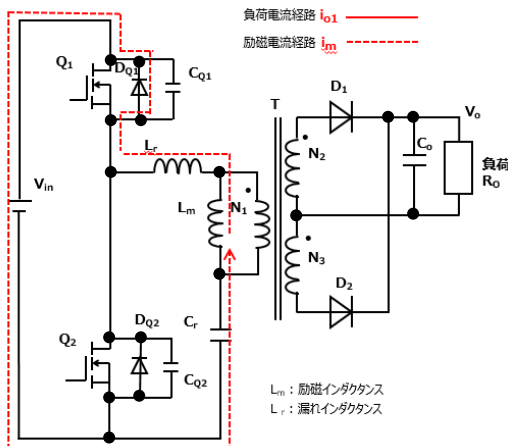 負荷電流経路 io1
励磁電流経路 im
Q1
DQ1
CQ1
Lr
T
D1
Vo
N2
Co
負荷
RO
Vin
Lm
N1
N3
D2
Cr
Q2
DQ2
CQ2
Lm：励磁インダクタンス
Lr：漏れインダクタンス